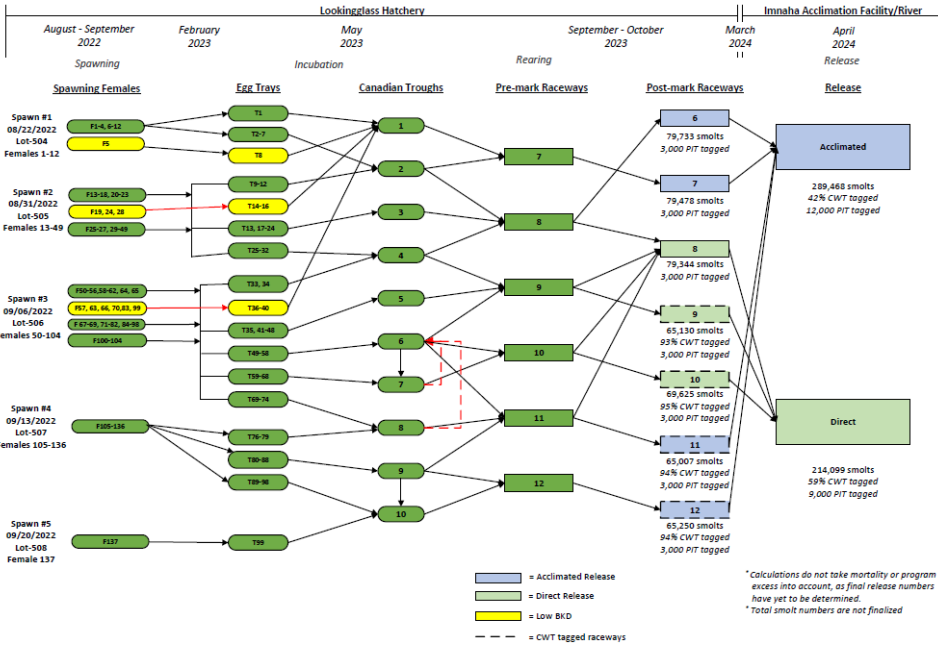 Lookingglass Hatchery
Imnaha Acclimation Facility/River
August - September
2022
February
2023
May
2023
September - October
2023
March
2024
April
2024
Spawning
Incubation
Rearing
Release
Spawning Females
Egg Trays
Canadian Troughs
Pre-mark Raceways
Post-mark Raceways
Release
Spawn #1
08/22/2022
Lot-504
Females 1-12
F1-4, 6-12
F5
Spawn #2
08/31/2022
Lot-505
Females 13-49
F13-18, 20-23
F19, 24, 28
F25-27, 29-49
Spawn #3
09/06/2022
Lot-506
emales 50-104
F50-56,58-62, 64, 65
F57, 63, 66, 70,83, 99
F 67-69, 71-82, 84-98
F100-104
Spawn #4
09/13/2022
Lot-507
emales 105-136
F105-136
Spawn #5
09/20/2022
Lot-508
Female 137
F137
T1
T2-7
T8
T9-12
T14-16
T13, 17-24
T25-32
T33, 34
T36-40
T35, 41-48
T49-58
T59-68
T69-74
T76-79
T80-88
T89-98
T99
1
2
3
4
5
6
7
8
9
10
7
8
9
10
11
12
6
79,733 smolts
3,000 PIT tagged
7
79,478 smolts
3,000 PIT tagged
8
79,344 smolts
3,000 PIT tagged
9
65,130 smolts
93% CWT tagged
3,000 PIT tagged
10
69,625 smolts
95% CWT tagged
3,000 PIT tagged
11
65,007 smolts
94% CWT tagged
3,000 PIT tagged
12
65,250 smolts
94% CWT tagged
3,000 PIT tagged
Acclimated
289,468 smolts
42% CWT tagged
12,000 PIT tagged
Direct
214,099 smolts
59% CWT tagged
9,000 PIT tagged
= Acclimated Release
= Direct Release
= Low BKD
= CWT tagged raceways
* Calculations do not take mortality or program
excess into account, as final release numbers
have yet to be determined.
* Total smolt numbers are not finalized